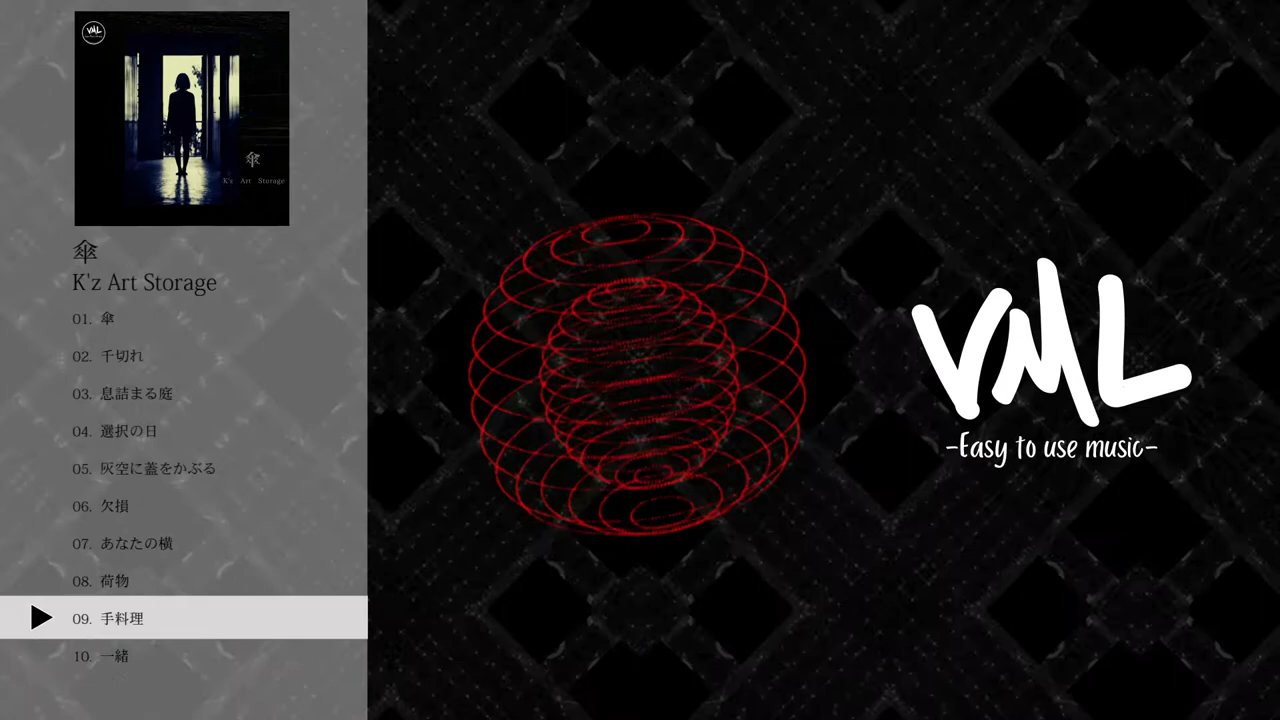 VML
傘
K'z Art Storage
傘
K'z Art Storage
01. 傘
02. 千切れ
03. 息詰まる庭
04. 選択の日
05. 灰空に蓋をかぶる
06. 欠損
07. あなたの横
08. 荷物
09. 手料理
10. 一緒
VML
-Easy to use music-